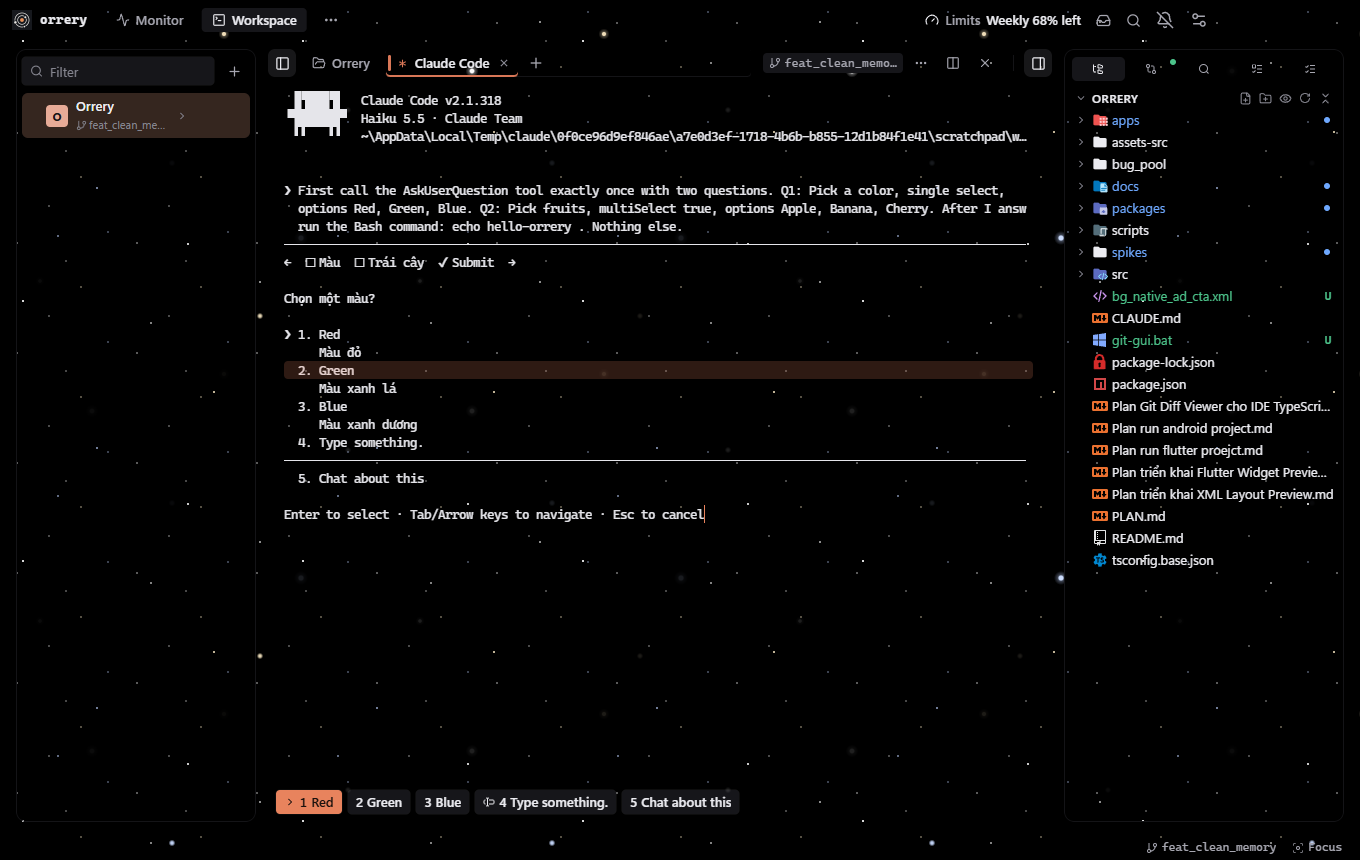 orrery
Monitor
Workspace
Limits Weekly 68% left
Filter
O
Orrery
feat_clean_me...
Orrery
Claude Code
feat_clean_memo...
Claude Code v2.1.318
Haiku 5.5 · Claude Team
~\AppData\Local\Temp\claude\0f0ce96d9ef846ae\a7e0d3ef-1718-4b6b-b855-12d1b84f1e41\scratchpad\w…
❯ First call the AskUserQuestion tool exactly once with two questions. Q1: Pick a color, single select,
options Red, Green, Blue. Q2: Pick fruits, multiSelect true, options Apple, Banana, Cherry. After I answ
run the Bash command: echo hello-orrery . Nothing else.
← ☐ Màu ☐ Trái cây ✓ Submit →
Chọn một màu?
❯ 1. Red
Màu đỏ
2. Green
Màu xanh lá
3. Blue
Màu xanh dương
4. Type something.
5. Chat about this
Enter to select · Tab/Arrow keys to navigate · Esc to cancel
1 Red
2 Green
3 Blue
4 Type something.
5 Chat about this
ORRERY
apps
assets-src
bug_pool
docs
packages
scripts
spikes
src
bg_native_ad_cta.xml U
CLAUDE.md
git-gui.bat U
package-lock.json
package.json
Plan Git Diff Viewer cho IDE TypeScri...
Plan run android project.md
Plan run flutter proejct.md
Plan triển khai Flutter Widget Previe...
Plan triển khai XML Layout Preview.md
PLAN.md
README.md
tsconfig.base.json
feat_clean_memory
Focus